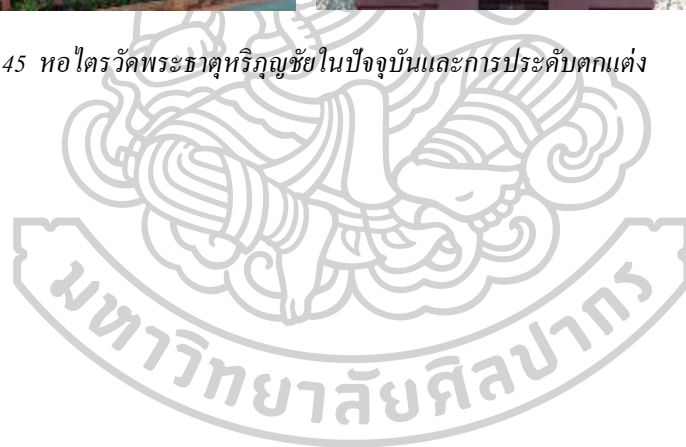 45 หอไตรวัดพระธาตุหริภุญชัยในปัจจุบันและการประดับตกแต่ง
มหาวิทยาลัยศิลปากร